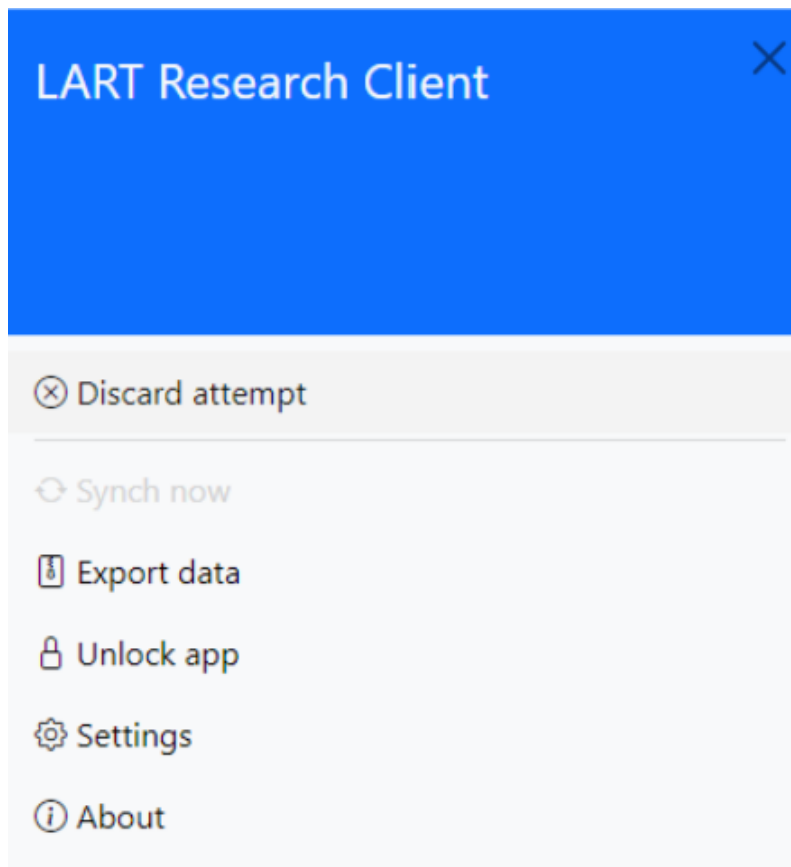 LART Research Client
Discard attempt
Synch now
Export data
Unlock app
Settings
About